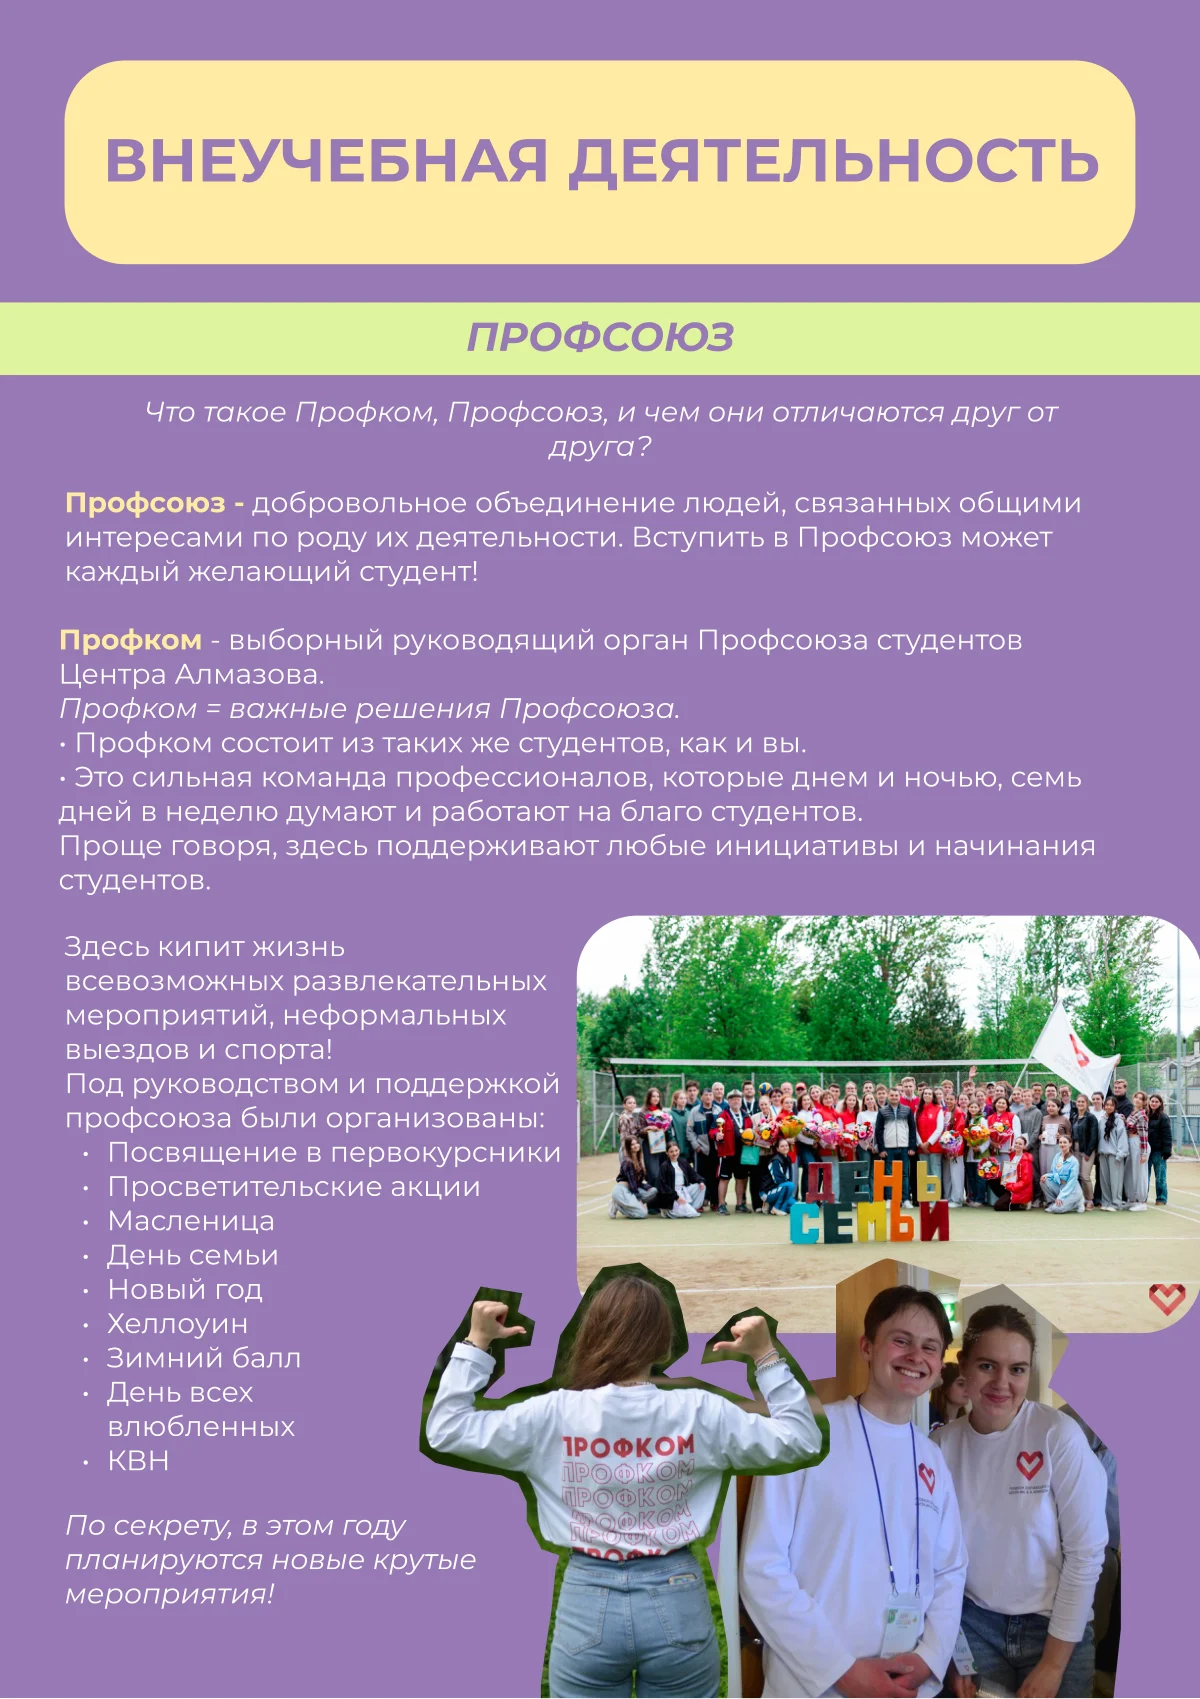 ВНЕУЧЕБНАЯ ДЕЯТЕЛЬНОСТЬ
ПРОФСОЮЗ
Что такое Профком, Профсоюз, и чем они отличаются друг от
друга?
Профсоюз - добровольное объединение людей, связанных общими
интересами по роду их деятельности. Вступить в Профсоюз может
каждый желающий студент!
Профком - выборный руководящий орган Профсоюза студентов
Центра Алмазова.
Профком = важные решения Профсоюза.
• Профком состоит из таких же студентов, как и вы.
• Это сильная команда профессионалов, которые днем и ночью, семь
дней в неделю думают и работают на благо студентов.
Проще говоря, здесь поддерживают любые инициативы и начинания
студентов.
Здесь кипит жизнь
всевозможных развлекательных
мероприятий, неформальных
выездов и спорта!
Под руководством и поддержкой
профсоюза были организованы:
• Посвящение в первокурсники
• Просветительские акции
• Масленица
• День семьи
• Новый год
• Хеллоуин
• Зимний балл
• День всех
влюбленных
• КВН
По секрету, в этом году
планируются новые крутые
мероприятия!
ДЕНЬ
СЕМЬИ
ПРОФКОМ
ПРОФКОМ
ПРОФКОМ
ПРОФКОМ
ПРОФКОМ